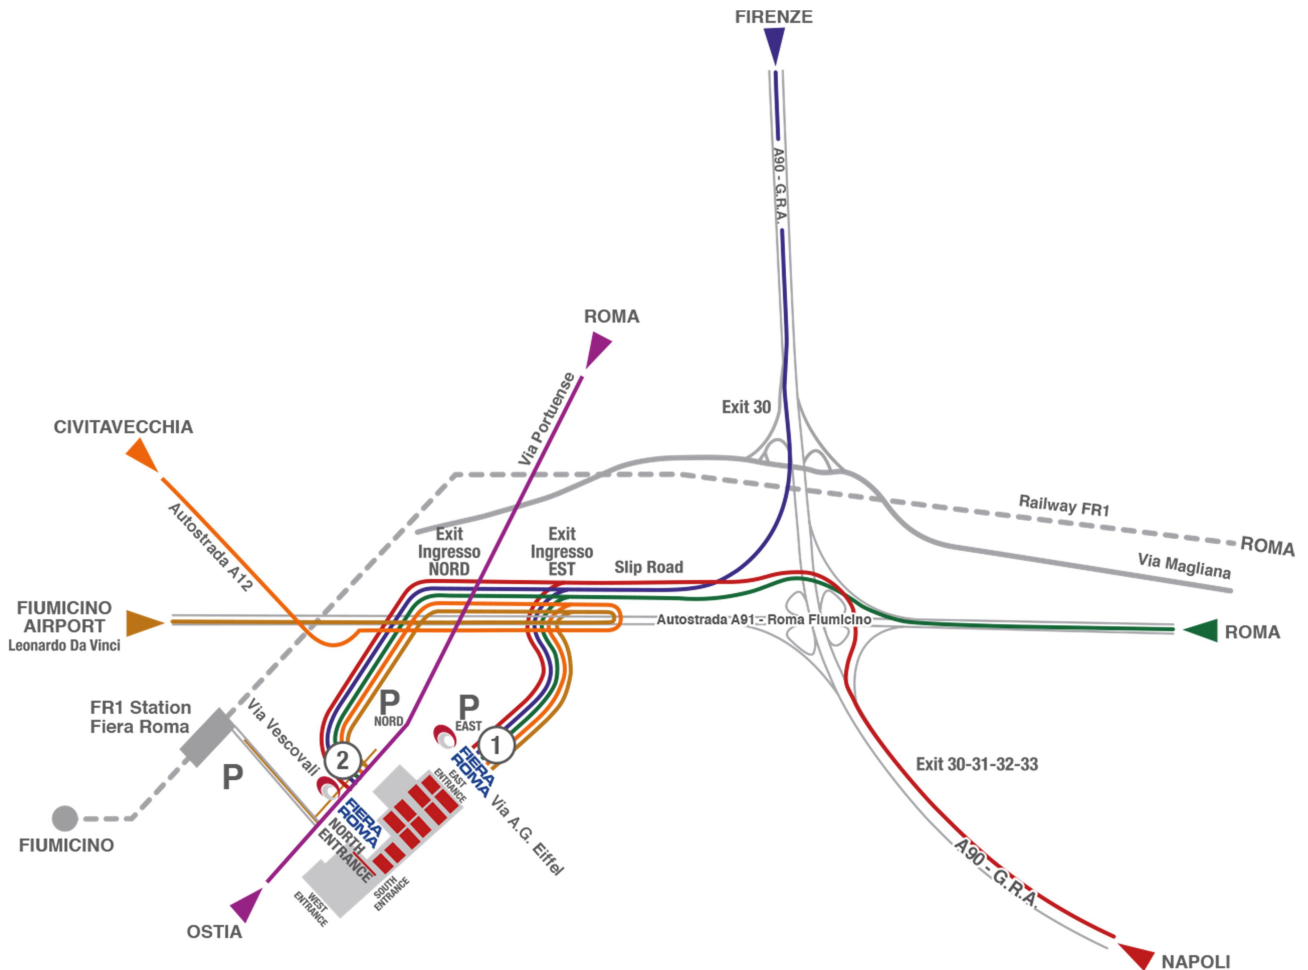 FIRENZE
A90 - G.R.A.
ROMA
Via Portuense
Exit 30
CIVITAVECCHIA
Autostrada A12
Railway FR1
ROMA
Via Magliana
Exit
Ingresso
NORD
Exit
Ingresso
EST
Slip Road
FIUMICINO
AIRPORT
Leonardo Da Vinci
Autostrada A91 - Roma Fiumicino
ROMA
FR1 Station
Fiera Roma
Via Vescovali
P
NORD
P
EAST
1
2
P
FIERA
ROMA
EAST
ENTRANCE
Via A.G. Eiffel
Exit 30-31-32-33
FIUMICINO
FIERA
ROMA
NORTH
ENTRANCE
SOUTH
ENTRANCE
WEST
ENTRANCE
A90 - G.R.A.
OSTIA
NAPOLI